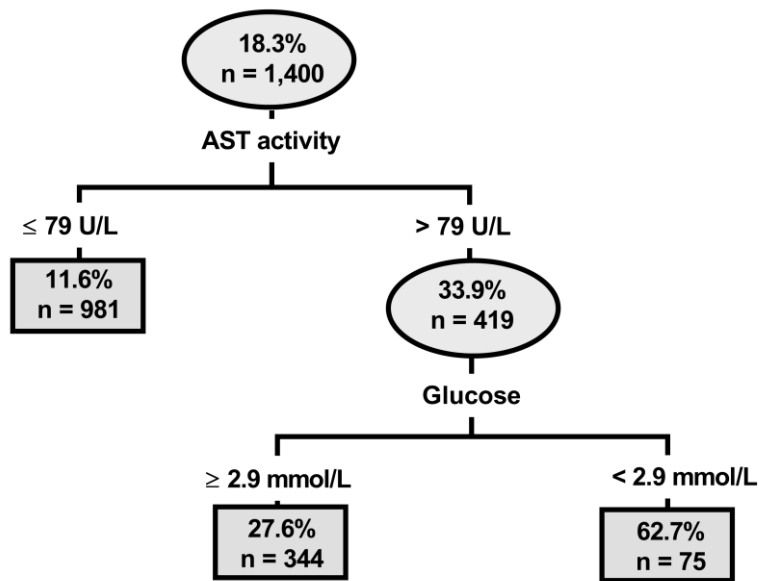 18.3%
n = 1,400
AST activity
≤ 79 U/L
> 79 U/L
11.6%
n = 981
33.9%
n = 419
Glucose
≥ 2.9 mmol/L
< 2.9 mmol/L
27.6%
n = 344
62.7%
n = 75